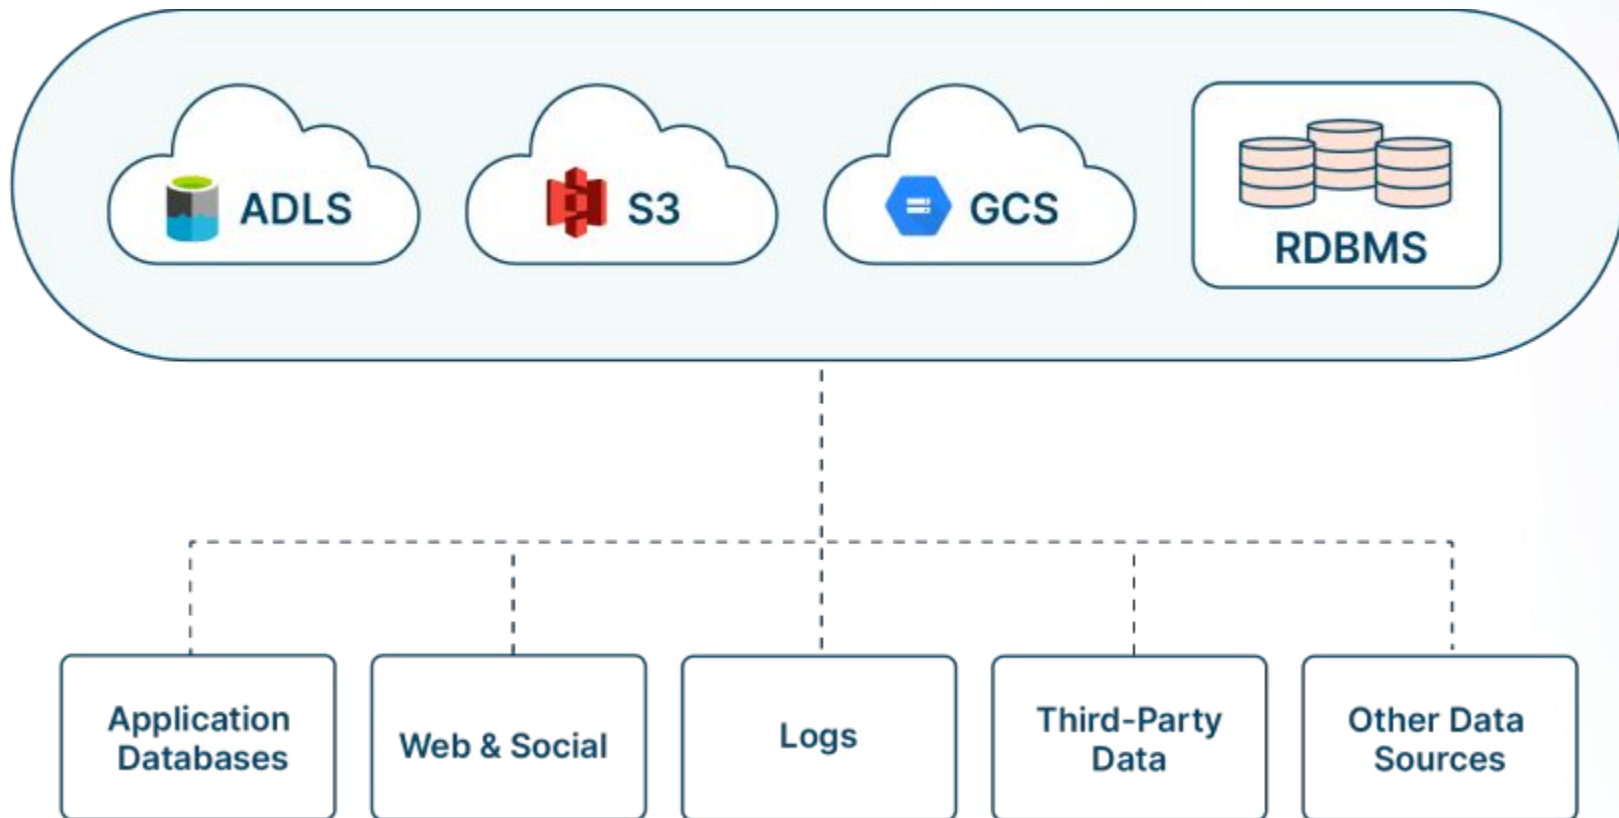 ADLS
S3
GCS
RDBMS
Application
Databases
Web & Social
Logs
Third-Party
Data
Other Data
Sources